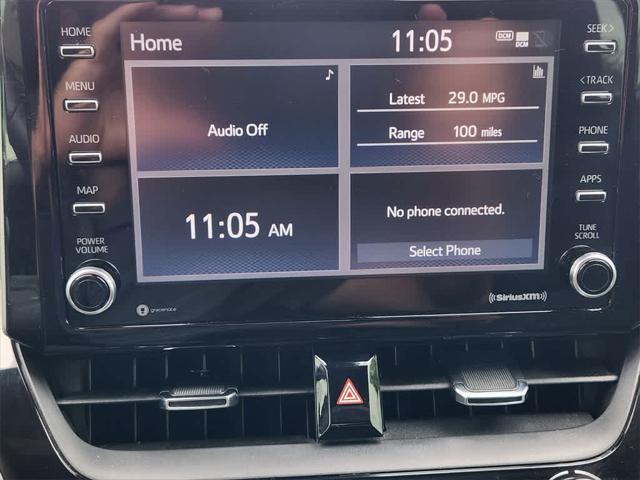 HOME
MENU
AUDIO
MAP
POWER
VOLUME
Home
11:05
DCM
DCM
Audio Off
Latest 29.0 MPG
Range 100 miles
11:05 AM
No phone connected.
Select Phone
SEEK >
< TRACK
PHONE
APPS
TUNE
SCROLL
gracenote
((SiriusXM))